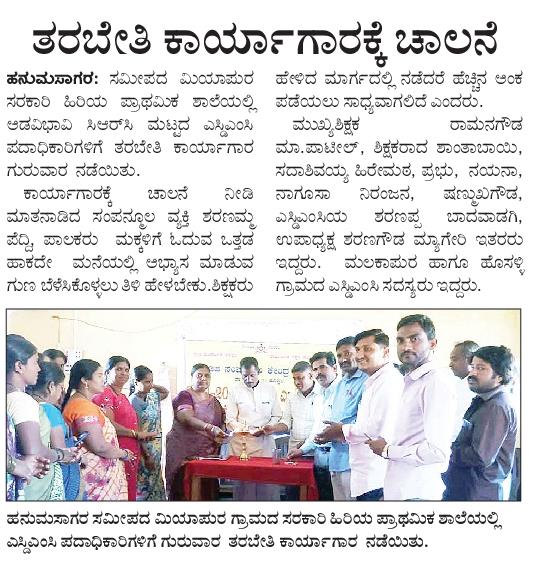 ತರಬೇತಿ ಕಾರ್ಯಾಗಾರಕ್ಕೆ ಚಾಲನೆ
ಹನುಮಸಾಗರ: ಸಮೀಪದ ಮಿಯಾಪುರ
ಸರಕಾರಿ ಹಿರಿಯ ಪ್ರಾಥಮಿಕ ಶಾಲೆಯಲ್ಲಿ
ಅಡವಿಭಾವಿ ಸಿಆರ್‌ಸಿ ಮಟ್ಟದ ಎಸ್ಡಿಎಂಸಿ
ಪದಾಧಿಕಾರಿಗಳಿಗೆ ತರಬೇತಿ ಕಾರ್ಯಾಗಾರ
ಗುರುವಾರ ನಡೆಯಿತು.
ಕಾರ್ಯಾಗಾರಕ್ಕೆ ಚಾಲನೆ ನೀಡಿ
ಮಾತನಾಡಿದ ಸಂಪನ್ಮೂಲ ವ್ಯಕ್ತಿ ಶರಣಮ್ಮ
ಪೆದ್ದಿ, ಪಾಲಕರು ಮಕ್ಕಳಿಗೆ ಓದುವ ಒತ್ತಡ
ಹಾಕದೇ ಮನೆಯಲ್ಲಿ ಅಭ್ಯಾಸ ಮಾಡುವ
ಗುಣ ಬೆಳೆಸಿಕೊಳ್ಳಲು ತಿಳಿ ಹೇಳಬೇಕು.ಶಿಕ್ಷಕರು
ಹೇಳಿದ ಮಾರ್ಗದಲ್ಲಿ ನಡೆದರೆ ಹೆಚ್ಚಿನ ಅಂಕ
ಪಡೆಯಲು ಸಾಧ್ಯವಾಗಲಿದೆ ಎಂದರು.
ಮುಖ್ಯಶಿಕ್ಷಕ ರಾಮನಗೌಡ
ಮಾ.ಪಾಟೀಲ್, ಶಿಕ್ಷಕರಾದ ಶಾಂತಾಬಾಯಿ,
ಸದಾಶಿವಯ್ಯ ಹಿರೇಮಠ, ಪ್ರಭು, ನಯನಾ,
ನಾಗೂಸಾ ನಿರಂಜನ, ಷಣ್ಮುಖಗೌಡ,
ಎಸ್ಡಿಎಂಸಿಯ ಶರಣಪ್ಪ ಬಾದವಾಡಗಿ,
ಉಪಾಧ್ಯಕ್ಷ ಶರಣಗೌಡ ಮ್ಯಾಗೇರಿ ಇತರರು
ಇದ್ದರು. ಮಲಕಾಪುರ ಹಾಗೂ ಹೊಸಳ್ಳಿ
ಗ್ರಾಮದ ಎಸ್ಡಿಎಂಸಿ ಸದಸ್ಯರು ಇದ್ದರು.
ಹನುಮಸಾಗರ ಸಮೀಪದ ಮಿಯಾಪುರ ಗ್ರಾಮದ ಸರಕಾರಿ ಹಿರಿಯ ಪ್ರಾಥಮಿಕ ಶಾಲೆಯಲ್ಲಿ
ಎಸ್ಡಿಎಂಸಿ ಪದಾಧಿಕಾರಿಗಳಿಗೆ ಗುರುವಾರ ತರಬೇತಿ ಕಾರ್ಯಾಗಾರ ನಡೆಯಿತು.